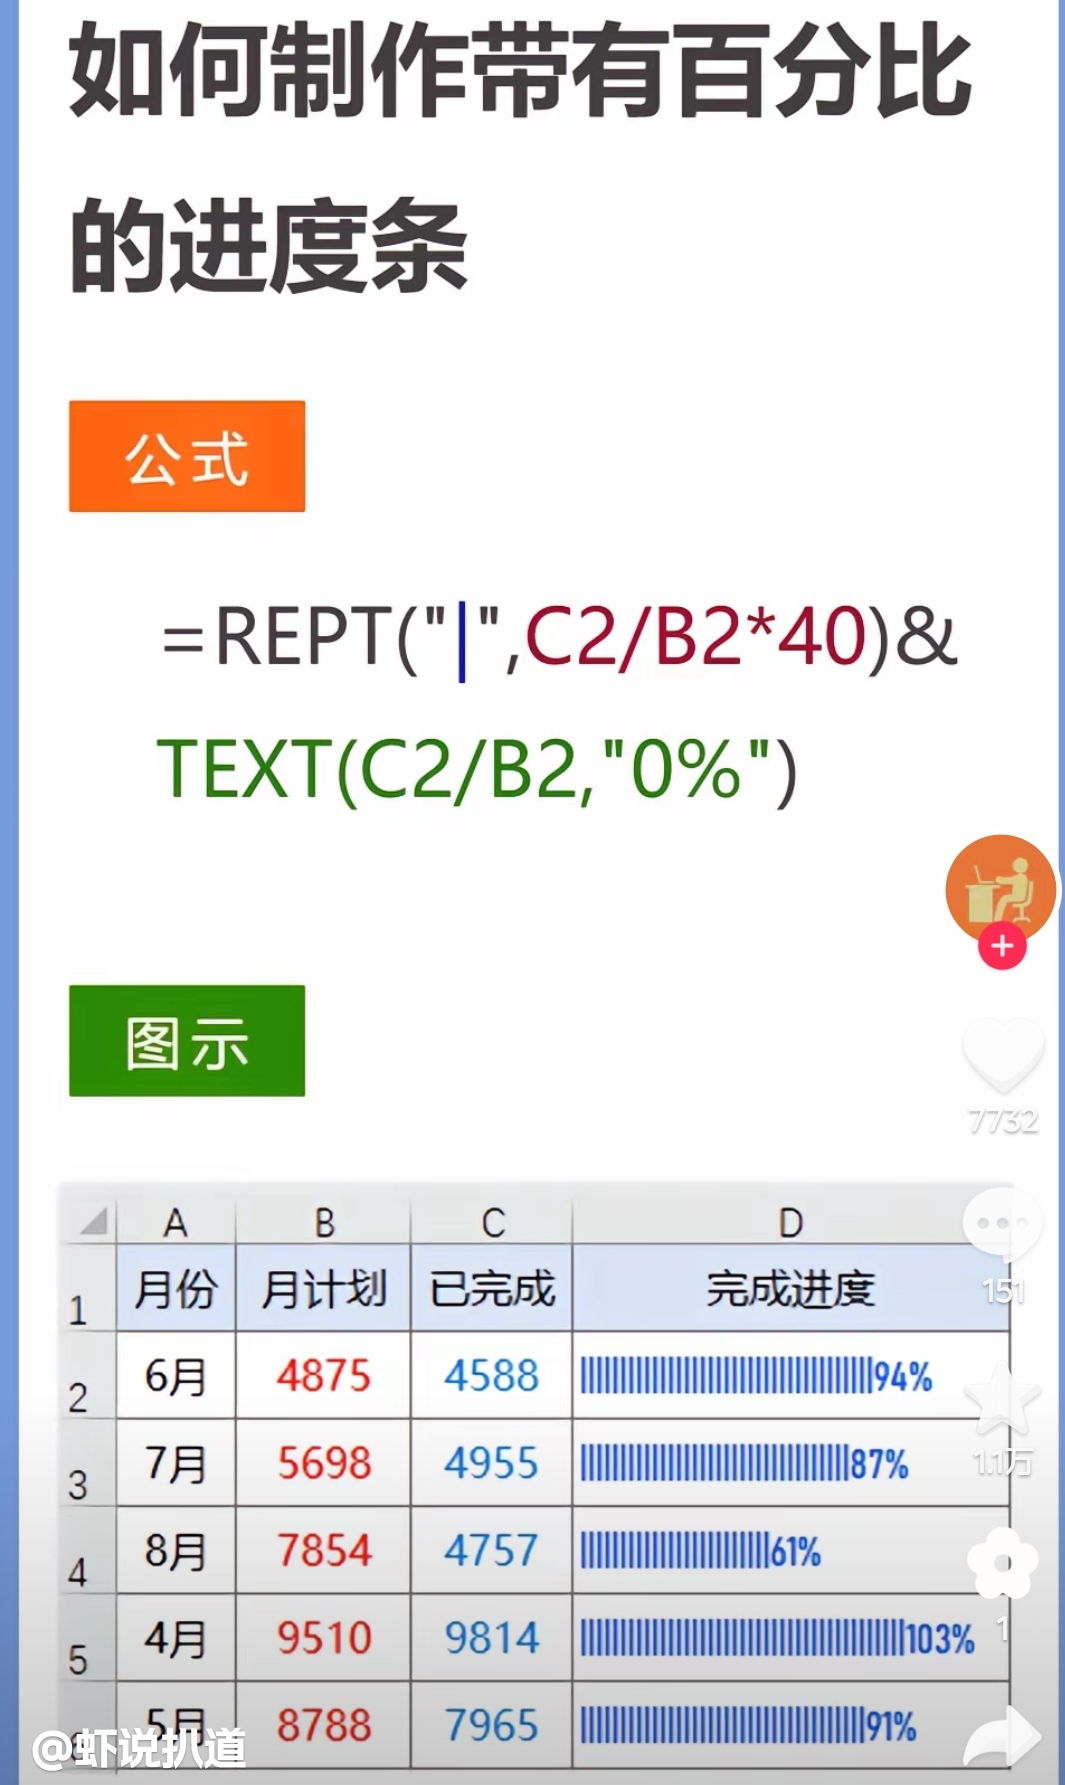 如何制作带有百分比
的进度条
公式
=REPT("|",C2/B2*40)&
TEXT(C2/B2,"0%")
图示
7732
A B C D
1 月份 月计划 已完成 完成进度
151
2 6月 4875 4588 ||||||||||||||||||||||||||||||||||||||94%
3 7月 5698 4955 ||||||||||||||||||||||||||||||||||87%
1.1万
4 8月 7854 4757 ||||||||||||||||||||||||61%
5 4月 9510 9814 |||||||||||||||||||||||||||||||||||||||||103%
1
5月 8788 7965 ||||||||||||||||||||||||||||||||||||91%
@虾说扒道